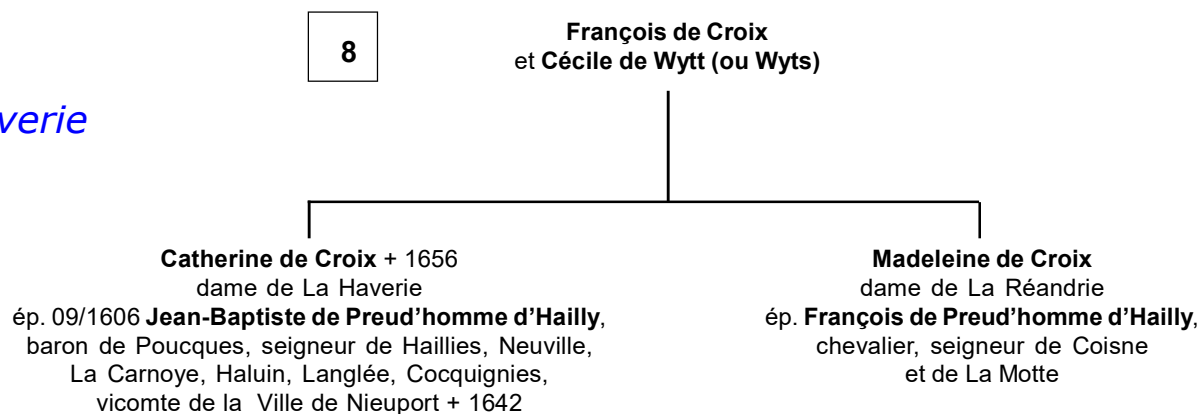 8
François de Croix
et Cécile de Wytt (ou Wyts)
verie
Catherine de Croix + 1656
dame de La Haverie
ép. 09/1606 Jean-Baptiste de Preud'homme d'Hailly,
baron de Poucques, seigneur de Haillies, Neuville,
La Carnoye, Haluin, Langlée, Cocquignies,
vicomte de la Ville de Nieuport + 1642
Madeleine de Croix
dame de La Réandrie
ép. François de Preud'homme d'Hailly,
chevalier, seigneur de Coisne
et de La Motte